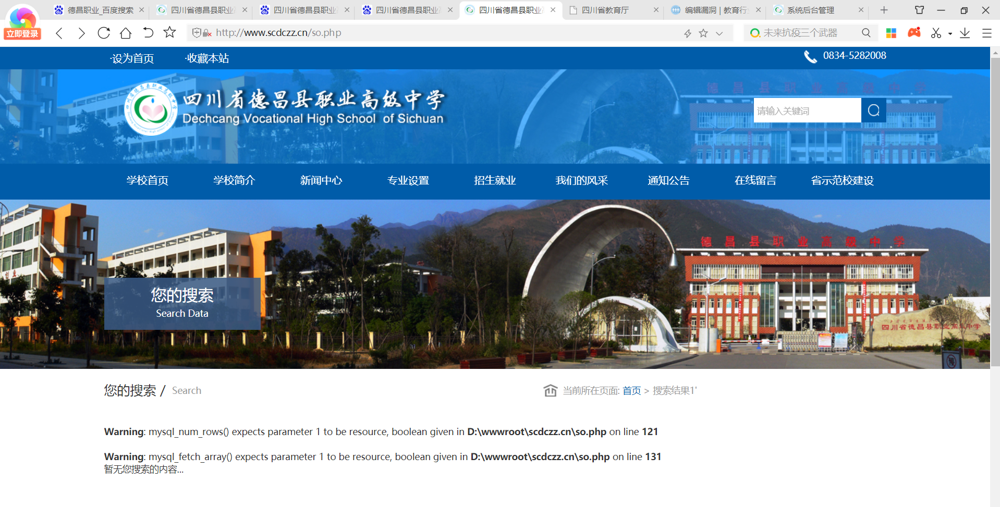 德昌职业_百度搜索
四川省德昌县职业
四川省德昌县职业
四川省德昌县职业
四川省德昌县职业
四川省教育厅
编辑漏洞 | 教育行
系统后台管理
立即登录
http://www.scdczz.cn/so.php
未来抗疫三个武器
·设为首页
·收藏本站
0834-5282008
四川省德昌县职业高级中学
Dechcang Vocational High School of Sichuan
德昌县职业高级中学
请输入关键词
学校首页
学校简介
新闻中心
专业设置
招生就业
我们的风采
通知公告
在线留言
省示范校建设
德昌县职业高级中学
四川省德昌县职业高级中学
您的搜索
Search Data
您的搜索 / Search
当前所在页面: 首页 > 搜索结果1'
Warning: mysql_num_rows() expects parameter 1 to be resource, boolean given in D:\wwwroot\scdczz.cn\so.php on line 121
Warning: mysql_fetch_array() expects parameter 1 to be resource, boolean given in D:\wwwroot\scdczz.cn\so.php on line 131
暂无您搜索的内容...